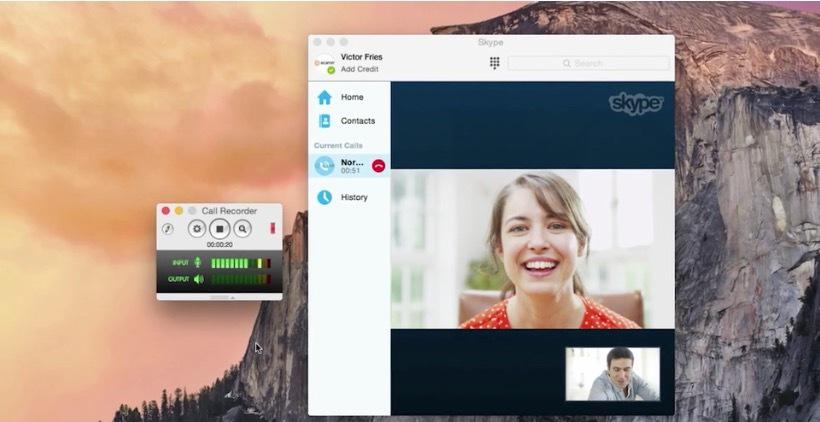 Skype
Victor Fries
Add Credit
Search
Home
Contacts
Current Calls
Nor...
00:51
History
skype
Call Recorder
00:00:20
INPUT
OUTPUT